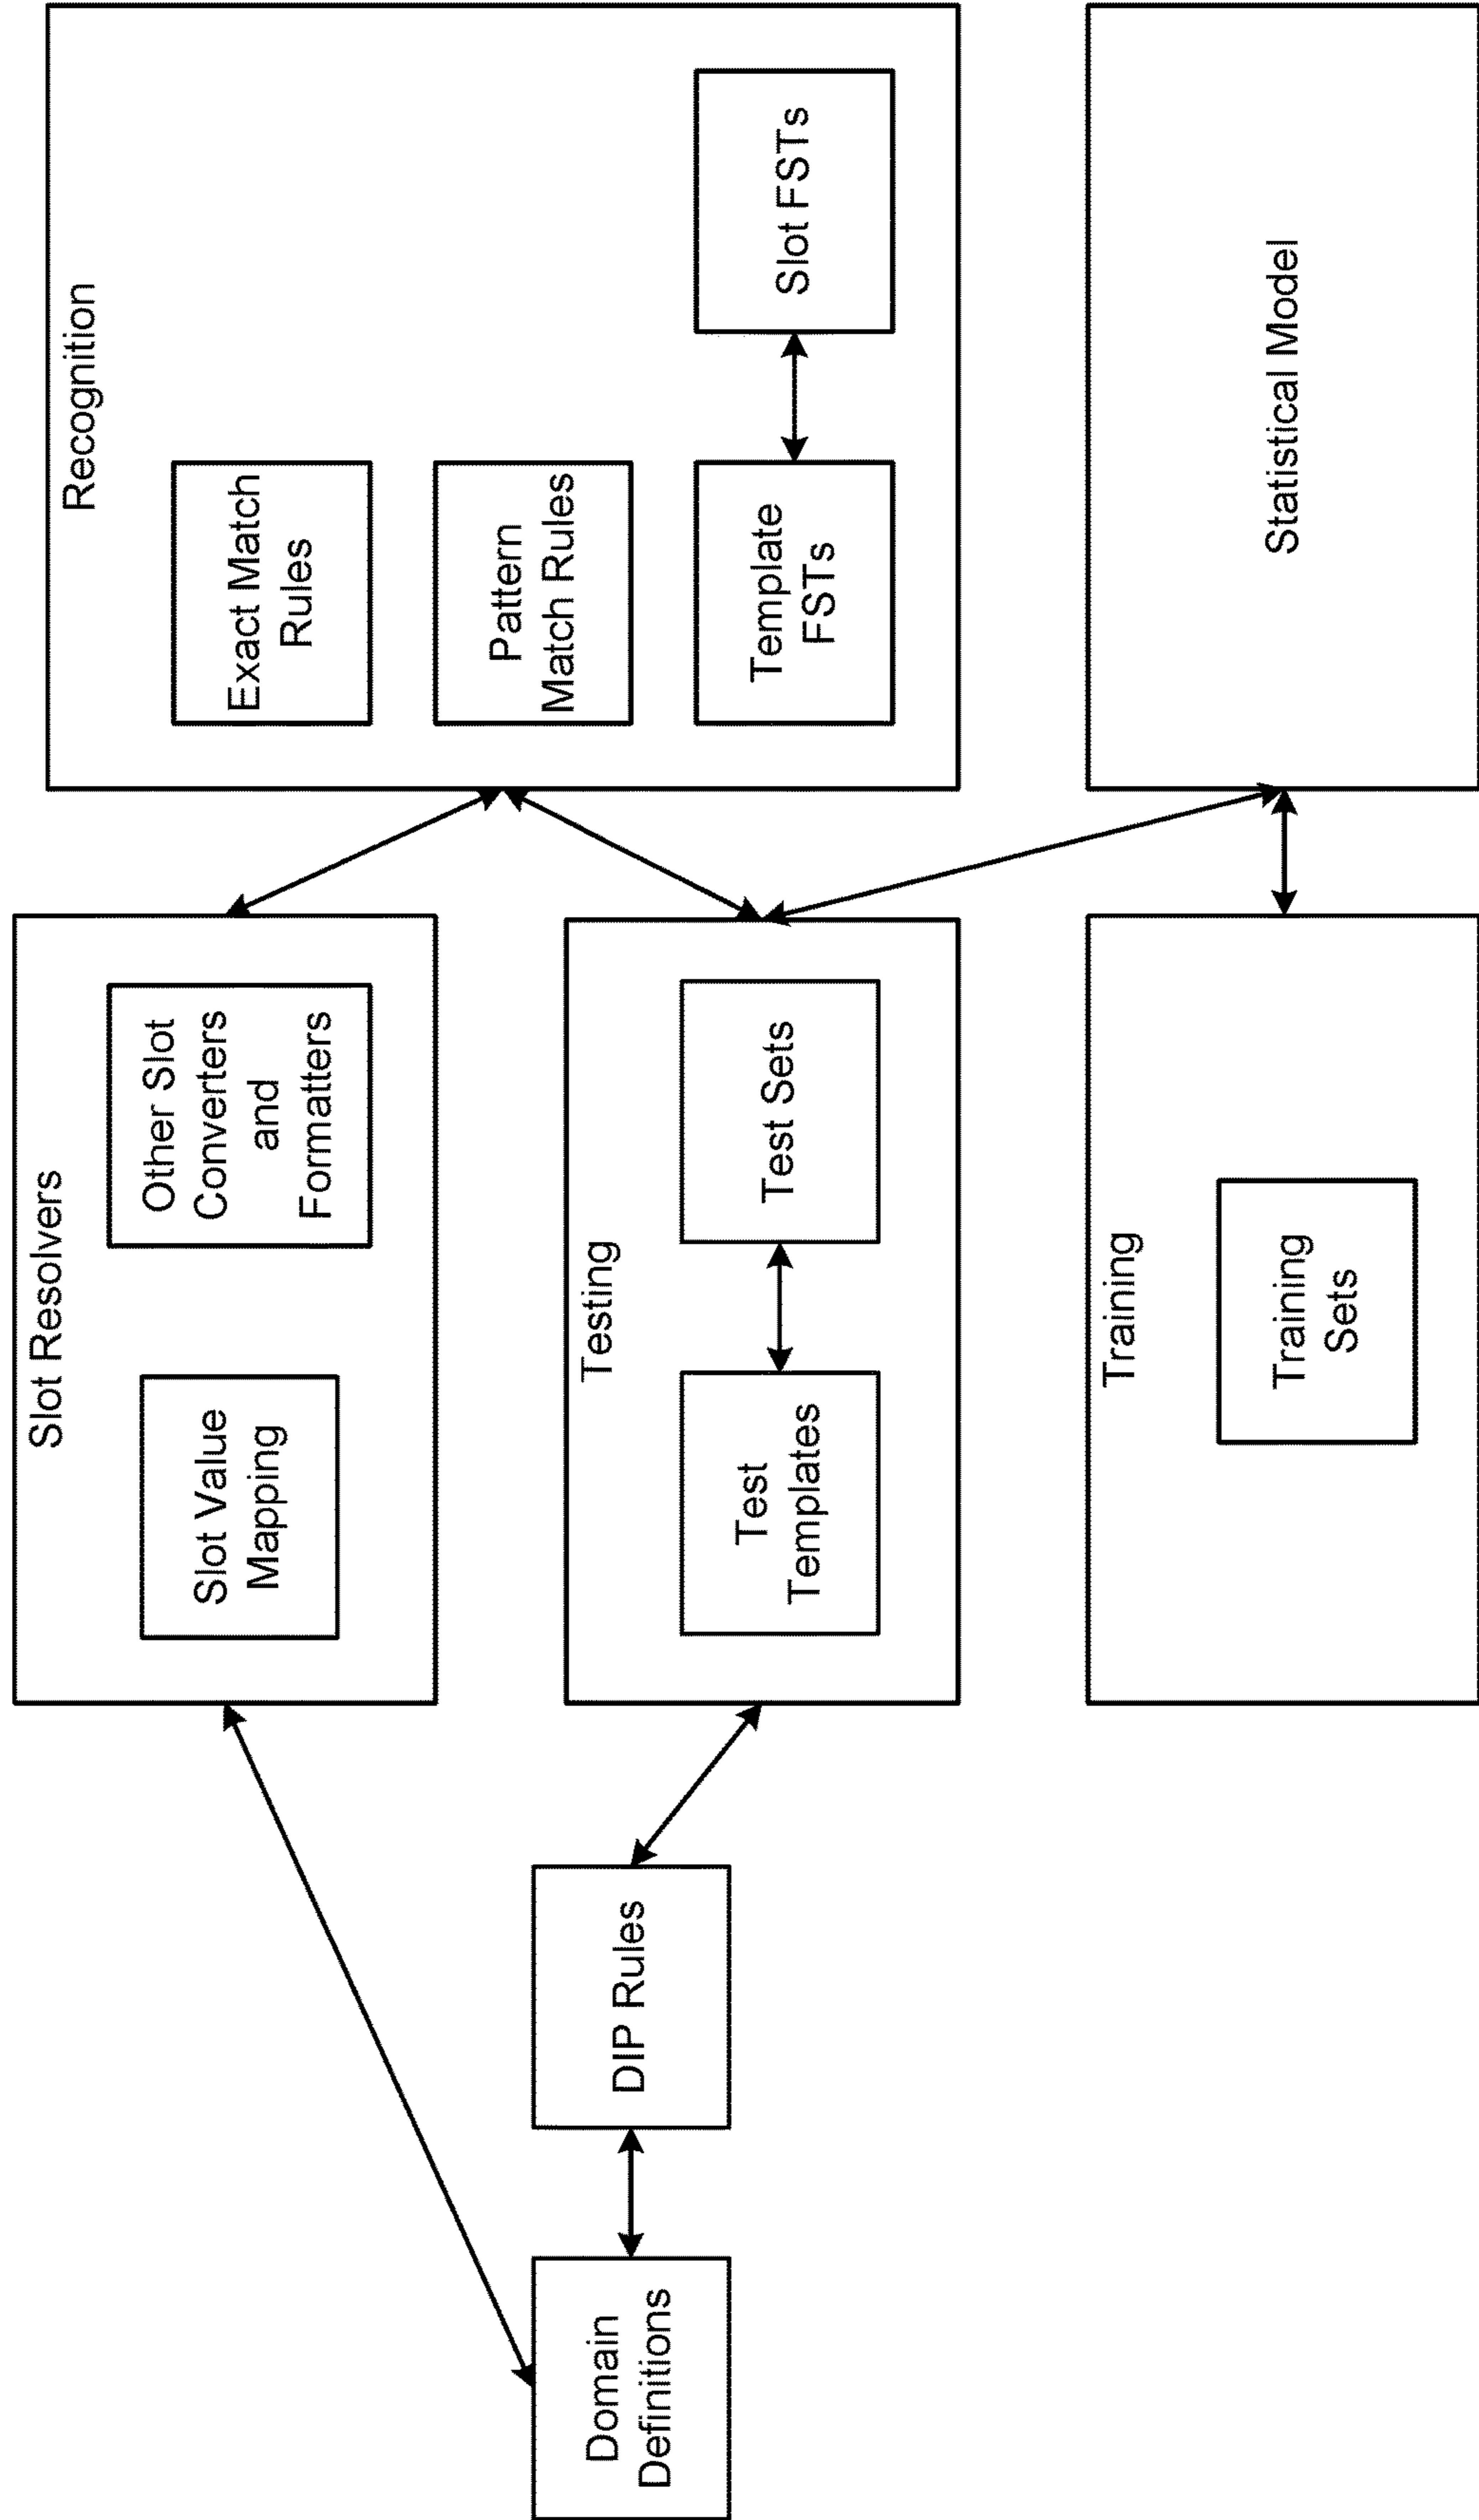 Domain
Definitions
DIP Rules
Slot Resolvers
Slot Value
Mapping
Other Slot
Converters
and
Formatters
Testing
Test
Templates
Test Sets
Training
Training
Sets
Recognition
Exact Match
Rules
Pattern
Match Rules
Template
FSTs
Slot FSTs
Statistical Model